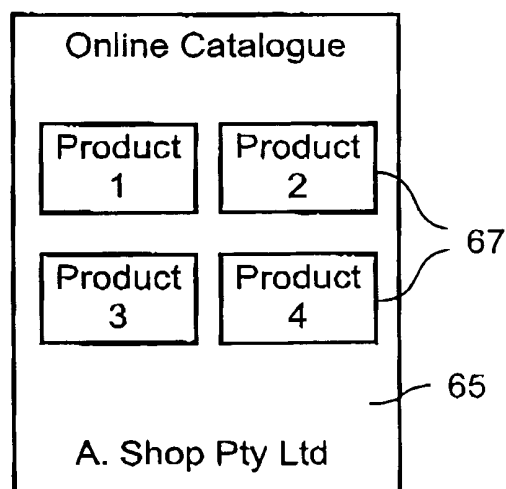 Online Catalogue
Product
1
Product
2
67
Product
3
Product
4
65
A. Shop Pty Ltd